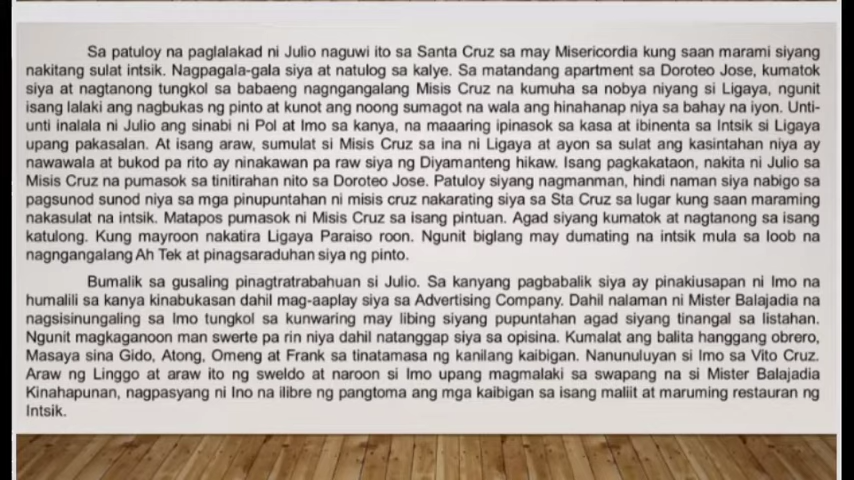 Sa patuloy na paglalakad ni Julio naguwi ito sa Santa Cruz sa may Misericordia kung saan marami siyang
nakitang sulat intsik. Nagpagala-gala siya at natulog sa kalye. Sa matandang apartment sa Doroteo Jose, kumatok
siya at nagtanong tungkol sa babaeng nagngangalang Misis Cruz na kumuha sa nobya niyang si Ligaya, ngunit
isang lalaki ang nagbukas ng pinto at kunot ang noong sumagot na wala ang hinahanap niya sa bahay na iyon. Unti-
unti inalala ni Julio ang sinabi ni Pol at Imo sa kanya, na maaaring ipinasok sa kasa at ibinenta sa Intsik si Ligaya
upang pakasalan. At isang araw, sumulat si Misis Cruz sa ina ni Ligaya at ayon sa sulat ang kasintahan niya ay
nawawala at bukod pa rito ay ninakawan pa raw siya ng Diyamanteng hikaw. Isang pagkakataon, nakita ni Julio sa
Misis Cruz na pumasok sa tinitirahan nito sa Doroteo Jose. Patuloy siyang nagmanman, hindi naman siya nabigo sa
pagsunod sunod niya sa mga pinupuntahan ni misis cruz nakarating siya sa Sta Cruz sa lugar kung saan maraming
nakasulat na intsik. Matapos pumasok ni Misis Cruz sa isang pintuan. Agad siyang kumatok at nagtanong sa isang
katulong. Kung mayroon nakatira Ligaya Paraiso roon. Ngunit biglang may dumating na intsik mula sa loob na
nagngangalang Ah Tek at pinagsaraduhan siya ng pinto.
Bumalik sa gusaling pinagtratrabahuan si Julio. Sa kanyang pagbabalik siya ay pinakiusapan ni Imo na
humalili sa kanya kinabukasan dahil mag-aaplay siya sa Advertising Company. Dahil nalaman ni Mister Balajadia na
nagsisinungaling sa Imo tungkol sa kunwaring may libing siyang pupuntahan agad siyang tinangal sa listahan.
Ngunit magkaganoon man swerte pa rin niya dahil natanggap siya sa opisina. Kumalat ang balita hanggang obrero,
Masaya sina Gido, Atong, Omeng at Frank sa tinatamasa ng kanilang kaibigan. Nanunuluyan si Imo sa Vito Cruz.
Araw ng Linggo at araw ito ng sweldo at naroon si Imo upang magmalaki sa swapang na si Mister Balajadia
Kinahapunan, nagpasyang ni Ino na ilibre ng pangtoma ang mga kaibigan sa isang maliit at maruming restauran ng
Intsik.